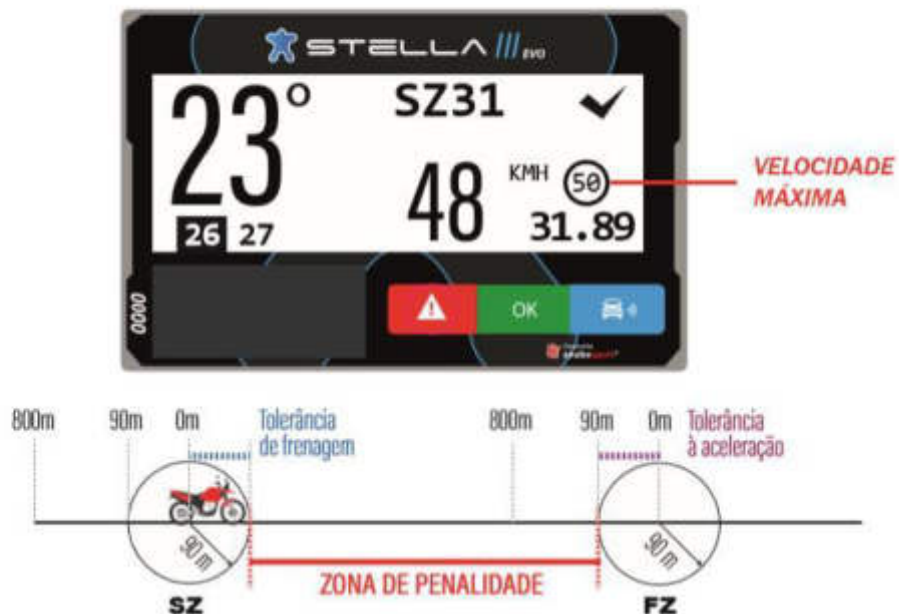 STELLA III EVO
23° SZ31
48 KMH 50
26 27 31.89
VELOCIDADE
MÁXIMA
0000
OK
800m 90m 0m Tolerância
de frenagem
800m 90m 0m Tolerância
à aceleração
90 m 90 m
ZONA DE PENALIDADE
SZ FZ